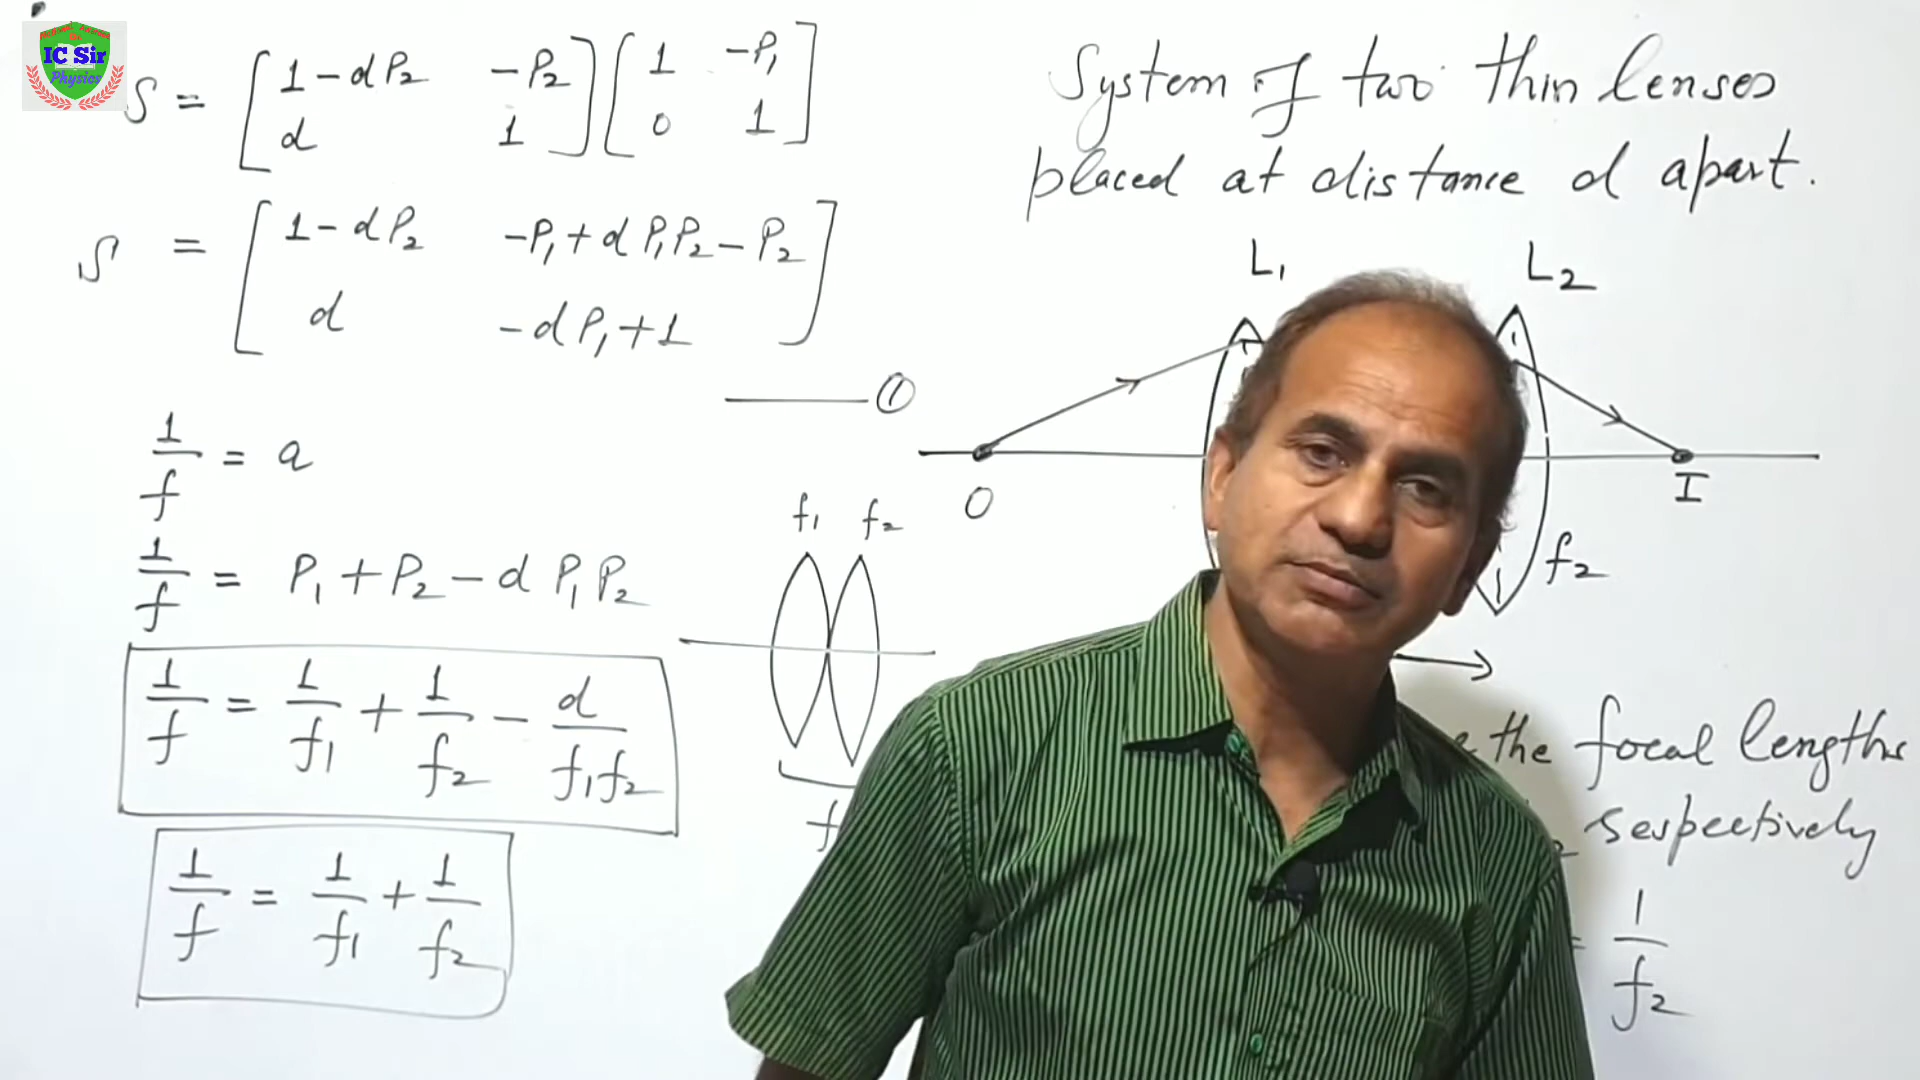 IC Sir
Physics
S = [1-dP₂ -P₂] [1 -P₁]
[d 1] [0 1]
S = [1-dP₂ -P₁+dP₁P₂-P₂]
[d -dP₁+1]
①
1/f = a
1/f = P₁+P₂-dP₁P₂
1/f = 1/f₁ + 1/f₂ - d/f₁f₂
1/f = 1/f₁ + 1/f₂
f₁ f₂
f
System of two thin lenses
placed at distance d apart.
L₁ L₂
O I
f₂
the focal lengths
serpectively
= 1/f₂